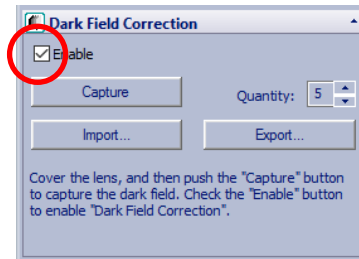 Dark Field Correction
Enable
Capture
Quantity: 5
Import...
Export...
Cover the lens, and then push the "Capture" button
to capture the dark field. Check the "Enable" button
to enable "Dark Field Correction".